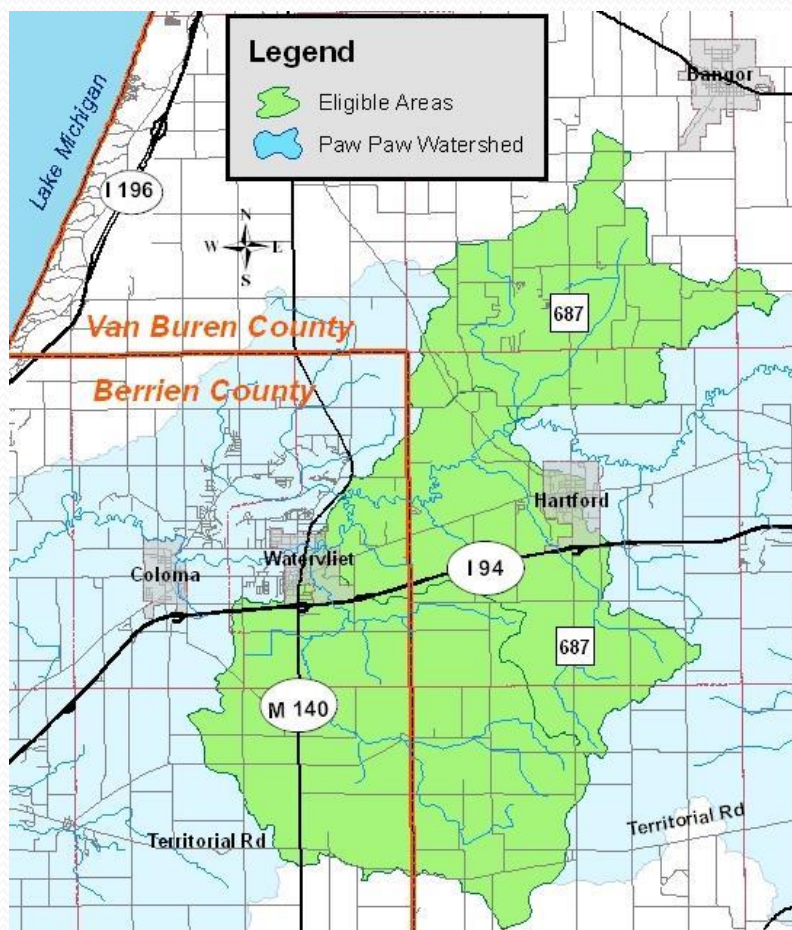 Legend
Eligible Areas
Paw Paw Watershed
Bangor
Lake Michigan
I 196
N
W E
S
687
Van Buren County
Berrien County
Hartford
Watervliet
Coloma
I 94
687
M 140
Territorial Rd
Territorial Rd